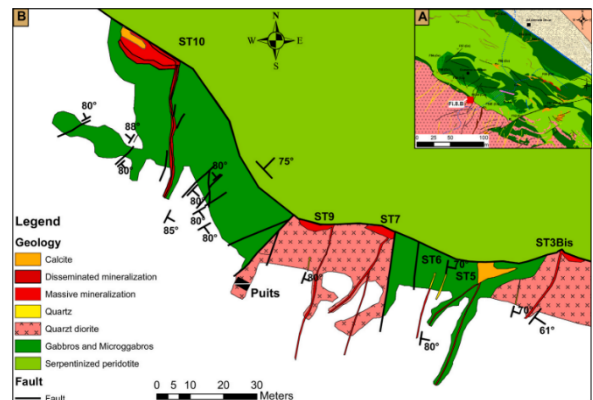 B
N
W E
S
A
ST10
80°
88°
80°
80°
80°
80°
80°
85°
75°
ST9
ST7
ST6
70°
ST5
ST3Bis
80°
Puits
80°
70°
61°
Legend
Geology
Calcite
Disseminated mineralization
Massive mineralization
Quartz
Quarzt diorite
Gabbros and Microggabros
Serpentinized peridotite
Fault
Fault
0 5 10 20 30
Meters
0 25 50 100